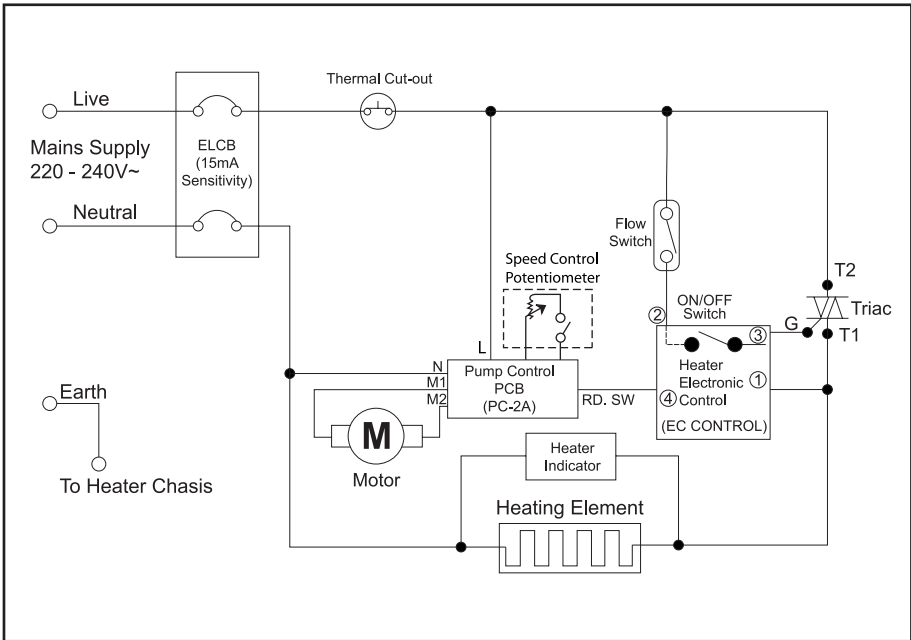 Thermal Cut-out
Live
Mains Supply
220 - 240V~
Neutral
ELCB
(15mA
Sensitivity)
Flow
Switch
Speed Control
Potentiometer
T2
ON/OFF
Switch
Triac
②
G
③
T1
L
N
M1
M2
Pump Control
PCB
(PC-2A)
RD. SW
Heater
Electronic
Control
①
④
(EC CONTROL)
Earth
To Heater Chasis
M
Motor
Heater
Indicator
Heating Element